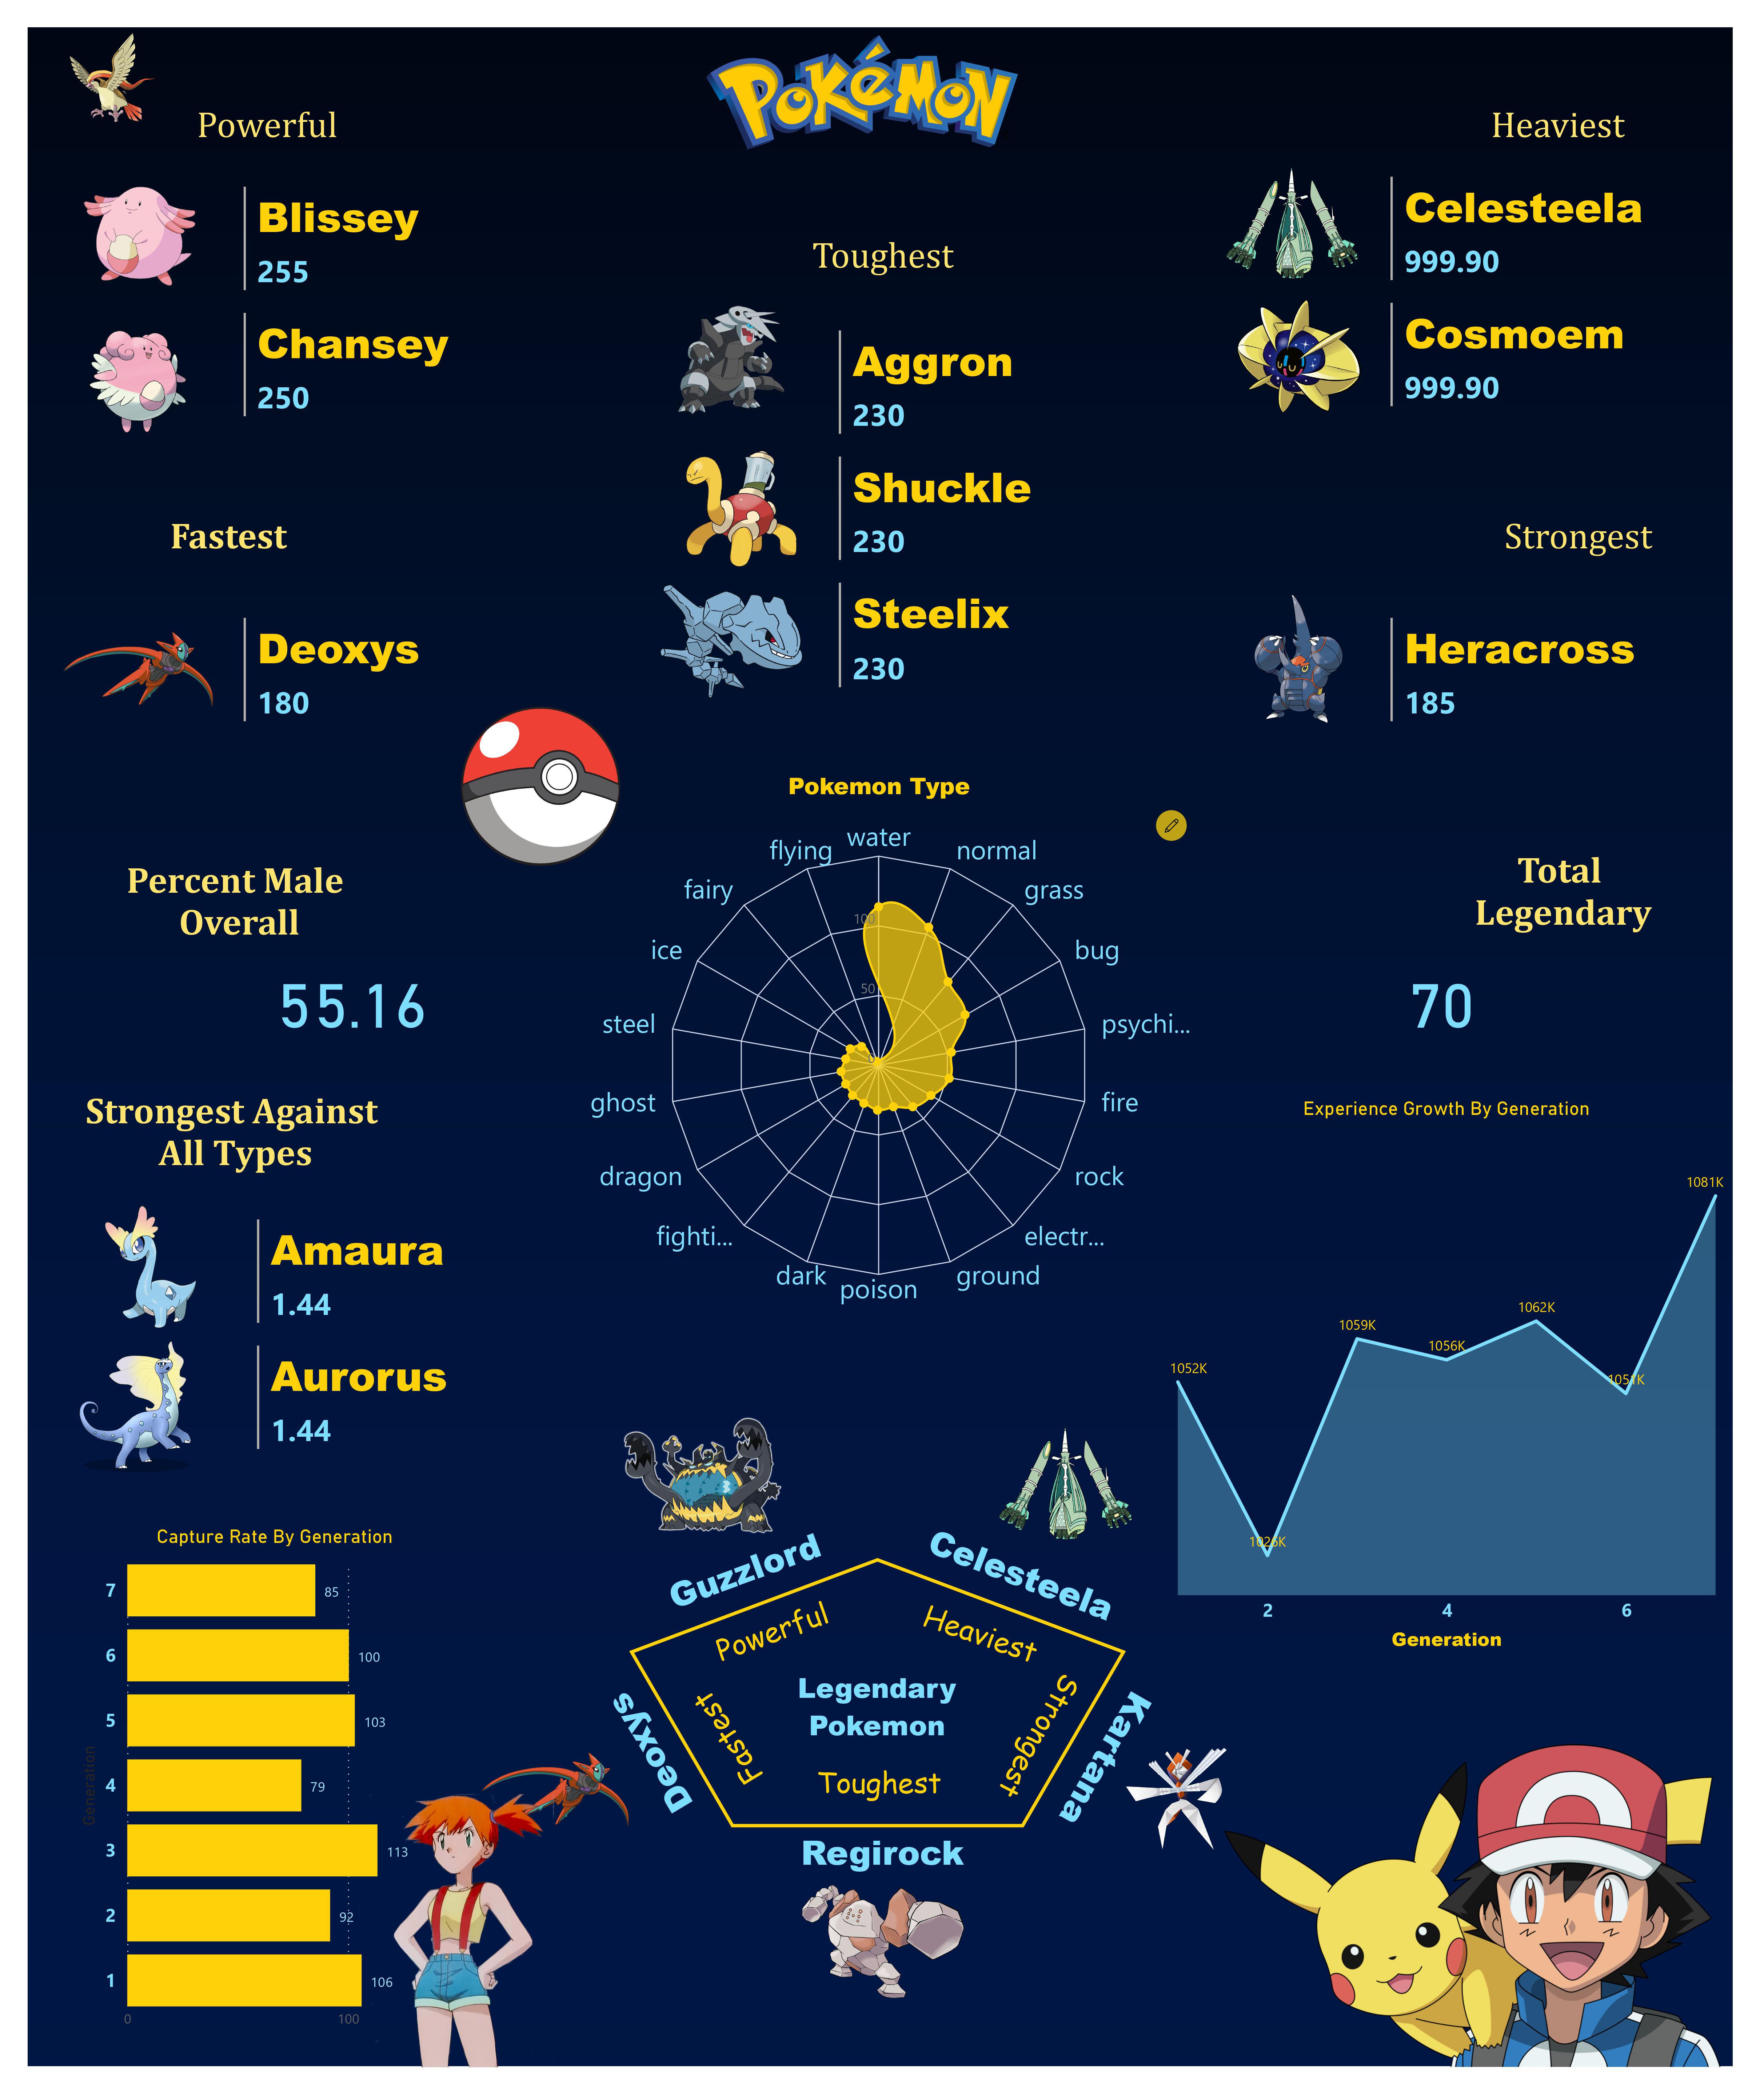 POKéMON
Powerful
Blissey
255
Chansey
250
Toughest
Aggron
230
Shuckle
230
Steelix
230
Heaviest
Celesteela
999.90
Cosmoem
999.90
Fastest
Deoxys
180
Strongest
Heracross
185
Percent Male
Overall
55.16
Pokemon Type
water
normal
grass
bug
psychi...
fire
rock
electr...
ground
poison
dark
fighti...
dragon
ghost
steel
ice
fairy
flying
100
50
0
Total
Legendary
70
Strongest Against
All Types
Amaura
1.44
Aurorus
1.44
Experience Growth By Generation
1052K
1026K
1059K
1056K
1062K
1051K
1081K
2
4
6
Generation
Capture Rate By Generation
Generation
7
85
6
100
5
103
4
79
3
113
2
92
1
106
0
100
Guzzlord
Celesteela
Powerful
Heaviest
Deoxys
Fastest
Legendary
Pokemon
Strongest
Kartana
Toughest
Regirock